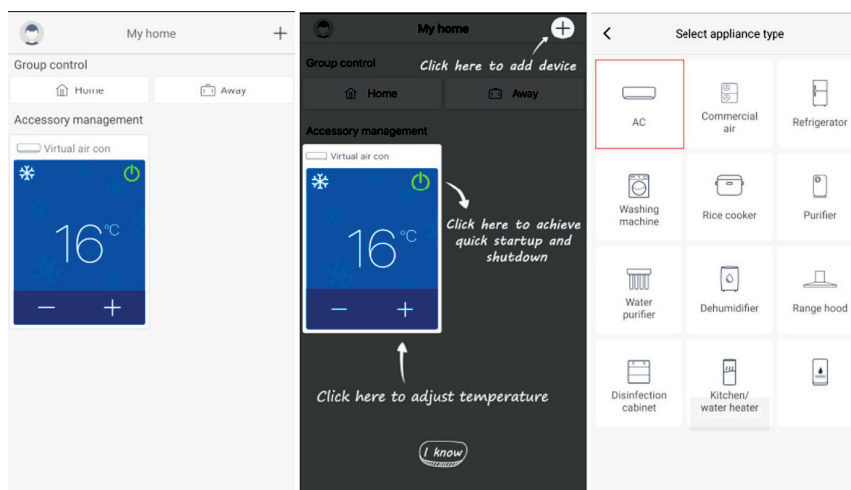 My home
+
Group control
Home
Away
Accessory management
Virtual air con
16°C
— +
My home
+
Group control
Click here to add device
Home
Away
Accessory management
Virtual air con
16°C
— +
Click here to achieve
quick startup and
shutdown
Click here to adjust temperature
I know
Select appliance type
AC
Commercial
air
Refrigerator
Washing
machine
Rice cooker
Purifier
Water
purifier
Dehumidifier
Range hood
Disinfection
cabinet
Kitchen/
water heater